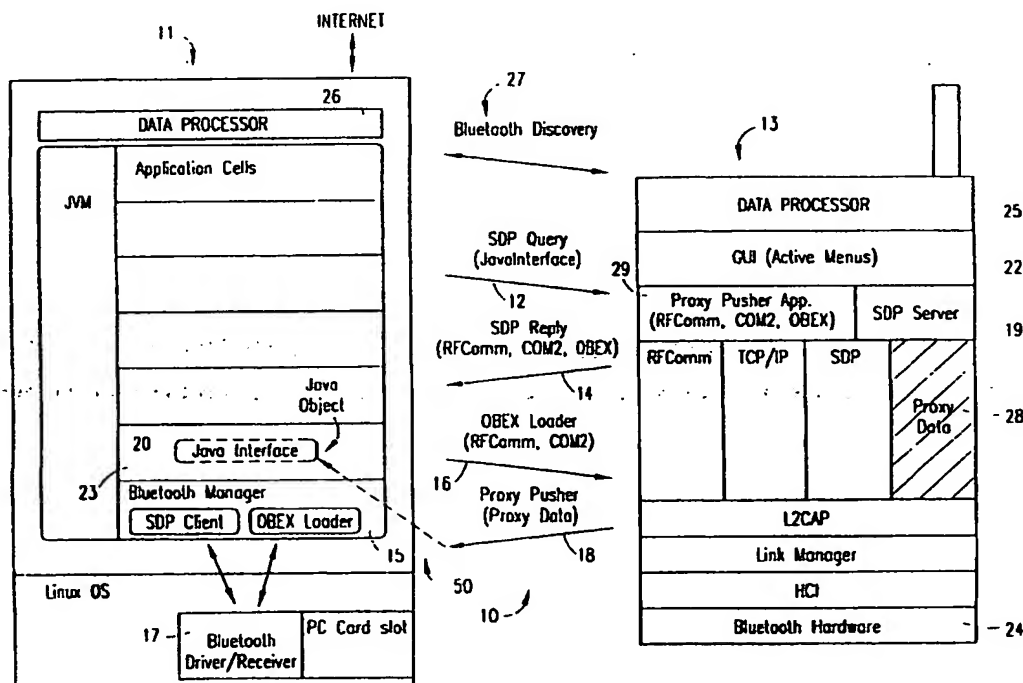 INTERNET
11
26
DATA PROCESSOR
JVM
Application Cells
Java
Object
20
Java Interface
23
Bluetooth Manager
SDP Client
OBEX Loader
15
Linux OS
17
Bluetooth
Driver/Receiver
PC Card slot
27
Bluetooth Discovery
SDP Query
(JavaInterface)
12
SDP Reply
(RFComm, COM2, OBEX)
14
OBEX Loader
(RFComm, COM2)
16
Proxy Pusher
(Proxy Data)
18
50
10
13
DATA PROCESSOR
25
GUI (Active Menus)
22
29
Proxy Pusher App.
(RFComm, COM2, OBEX)
SDP Server
19
RFComm
TCP/IP
SDP
Proxy
Data
28
L2CAP
Link Manager
HCI
Bluetooth Hardware
24